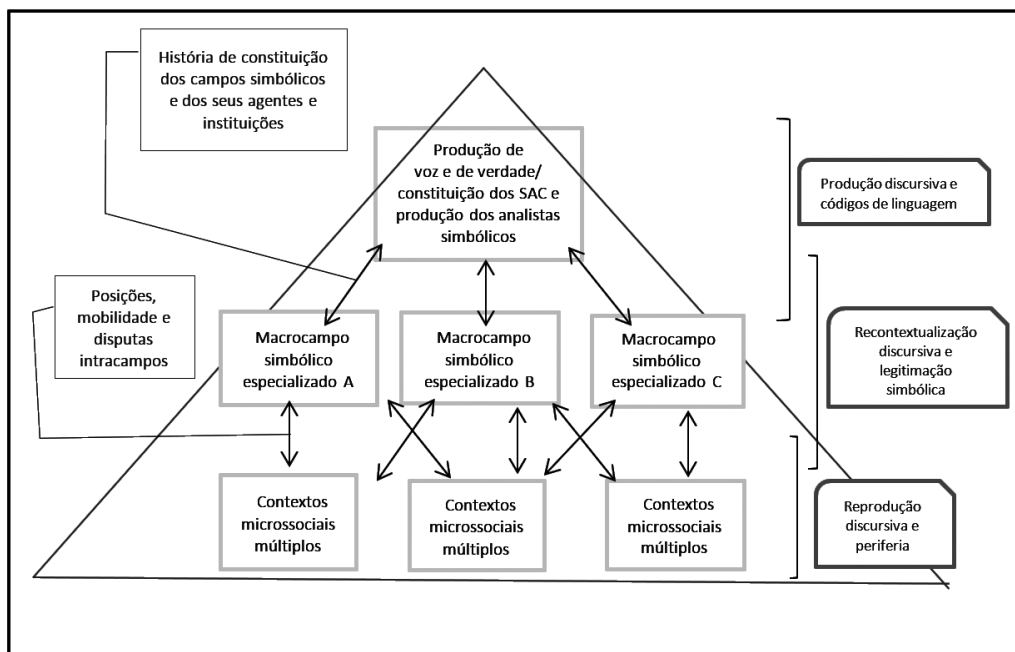 História de constituição
dos campos simbólicos
e dos seus agentes e
instituições
Produção de
voz e de verdade/
constituição dos SAC e
produção dos analistas
simbólicos
Produção discursiva e
códigos de linguagem
Posições,
mobilidade e
disputas
intracampos
Macrocampo
simbólico
especializado A
Macrocampo
simbólico
especializado B
Macrocampo
simbólico
especializado C
Recontextualização
discursiva e
legitimação
simbólica
Contextos
microssociais
múltiplos
Contextos
microssociais
múltiplos
Contextos
microssociais
múltiplos
Reprodução
discursiva e
periferia